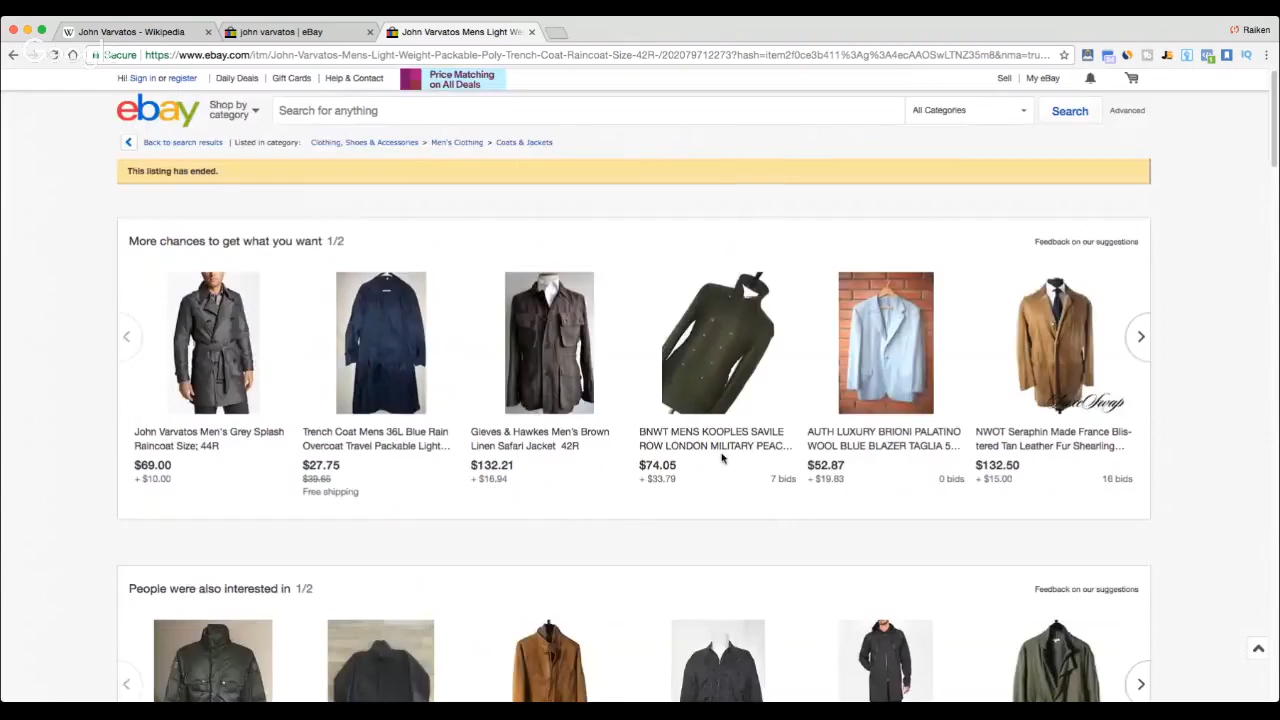 John Varvatos - Wikipedia
john varvatos | eBay
John Varvatos Mens Light We
Raiken
Secure
https://www.ebay.com/itm/John-Varvatos-Mens-Light-Weight-Packable-Poly-Trench-Coat-Raincoat-Size-42R-/202079712273?hash=item2f0ce3b411%3Ag%3A4ecAAOSwLTNZ35m8&nma=tru...
Hi! Sign in or register
Daily Deals
Gift Cards
Help & Contact
Price Matching
on All Deals
Sell
My eBay
ebay
Shop by
category
Search for anything
All Categories
Search
Advanced
Back to search results | Listed in category: Clothing, Shoes & Accessories > Men's Clothing > Coats & Jackets
This listing has ended.
More chances to get what you want 1/2
Feedback on our suggestions
John Varvatos Men's Grey Splash
Raincoat Size; 44R
$69.00
+ $10.00
Trench Coat Mens 36L Blue Rain
Overcoat Travel Packable Light...
$27.75
$39.65
Free shipping
Gieves & Hawkes Men's Brown
Linen Safari Jacket 42R
$132.21
+ $16.94
BNWT MENS KOOPLES SAVILE
ROW LONDON MILITARY PEAC...
$74.05
+ $33.79
7 bids
AUTH LUXURY BRIONI PALATINO
WOOL BLUE BLAZER TAGLIA 5...
$52.87
+ $19.83
0 bids
NWOT Seraphin Made France Blis-
tered Tan Leather Fur Shearling...
$132.50
+ $15.00
16 bids
People were also interested in 1/2
Feedback on our suggestions